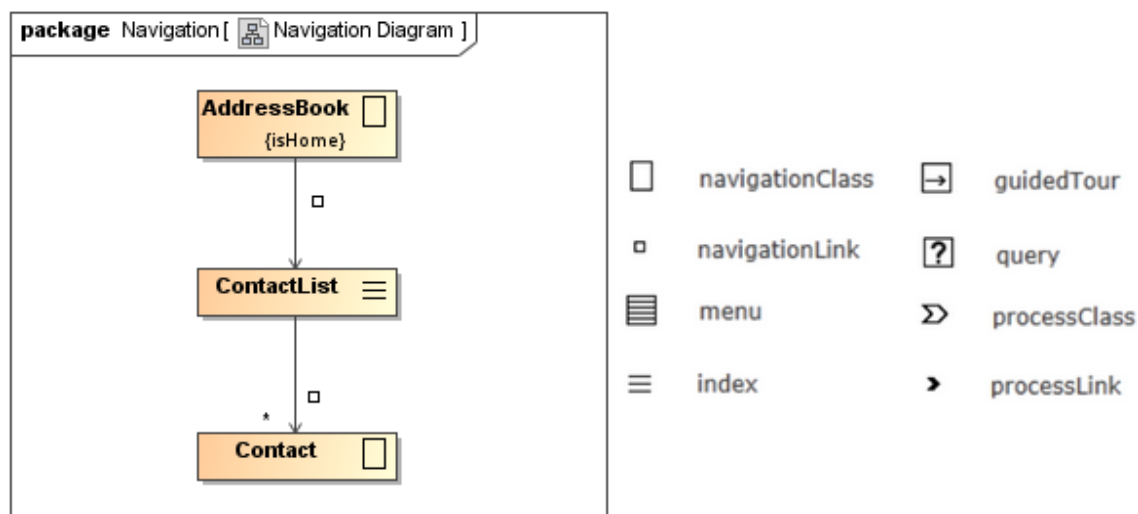 package Navigation [ Navigation Diagram ]
AddressBook
{isHome}
ContactList
*
Contact
navigationClass
guidedTour
navigationLink
? query
menu
processClass
index
processLink